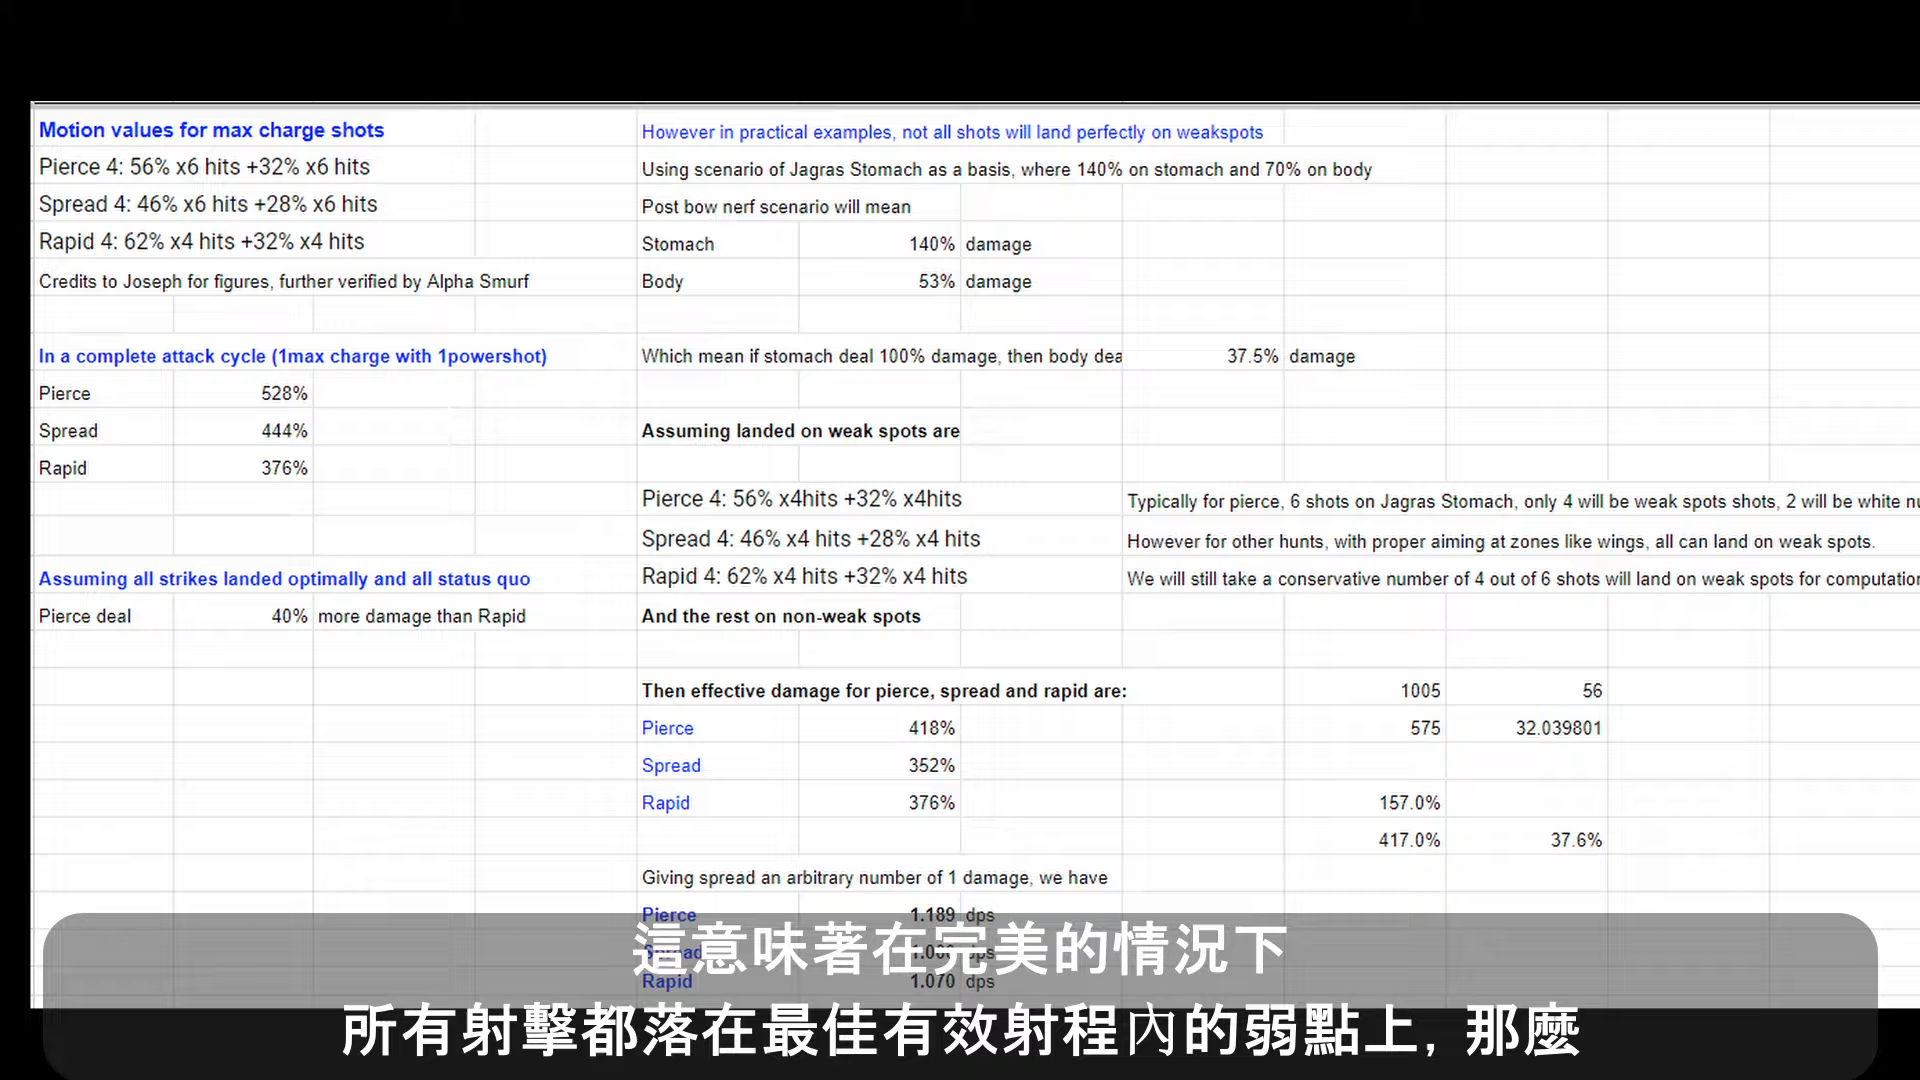 Motion values for max charge shots
Pierce 4: 56% x6 hits +32% x6 hits
Spread 4: 46% x6 hits +28% x6 hits
Rapid 4: 62% x4 hits +32% x4 hits
Credits to Joseph for figures, further verified by Alpha Smurf
In a complete attack cycle (1max charge with 1powershot)
Pierce 528%
Spread 444%
Rapid 376%
Assuming all strikes landed optimally and all status quo
Pierce deal 40% more damage than Rapid
However in practical examples, not all shots will land perfectly on weakspots
Using scenario of Jagras Stomach as a basis, where 140% on stomach and 70% on body
Post bow nerf scenario will mean
Stomach 140% damage
Body 53% damage
Which mean if stomach deal 100% damage, then body dea 37.5% damage
Assuming landed on weak spots are
Pierce 4: 56% x4hits +32% x4hits
Typically for pierce, 6 shots on Jagras Stomach, only 4 will be weak spots shots, 2 will be white nu
Spread 4: 46% x4 hits +28% x4 hits
However for other hunts, with proper aiming at zones like wings, all can land on weak spots.
Rapid 4: 62% x4 hits +32% x4 hits
We will still take a conservative number of 4 out of 6 shots will land on weak spots for computation
And the rest on non-weak spots
Then effective damage for pierce, spread and rapid are: 1005 56
Pierce 418% 575 32.039801
Spread 352%
Rapid 376% 157.0%
417.0% 37.6%
Giving spread an arbitrary number of 1 damage, we have
Pierce 1.189 dps
Spread dps
Rapid 1.070 dps
這意味著在完美的情況下
所有射擊都落在最佳有效射程內的弱點上, 那麼